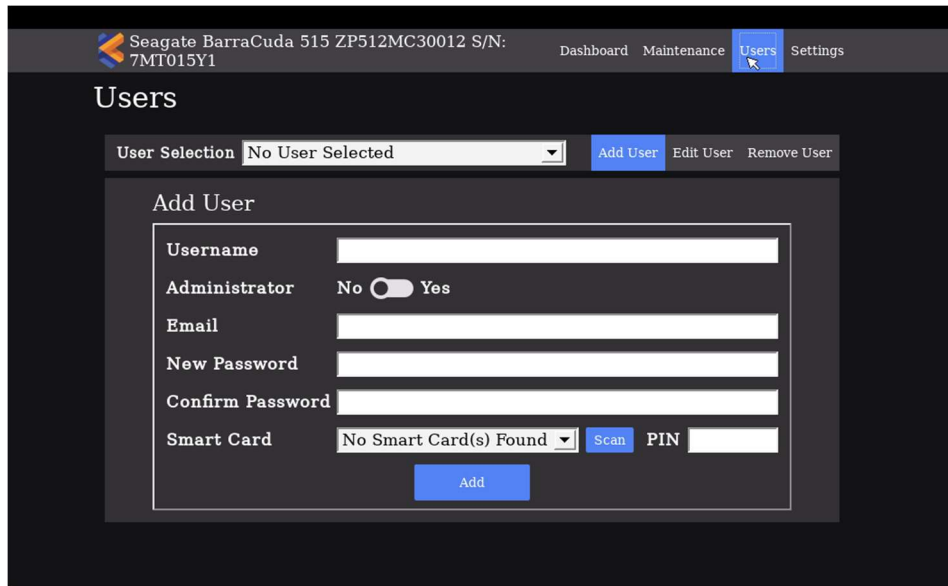 Seagate BarraCuda 515 ZP512MC30012 S/N:
7MT015Y1
Dashboard Maintenance Users Settings
Users
User Selection No User Selected Add User Edit User Remove User
Add User
Username
Administrator No Yes
Email
New Password
Confirm Password
Smart Card No Smart Card(s) Found Scan PIN
Add